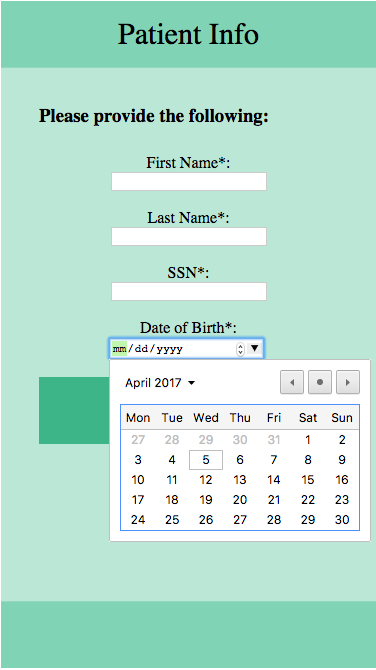 Patient Info
Please provide the following:
First Name*:
Last Name*:
SSN*:
Date of Birth*:
mm/dd/yyyy
April 2017
Mon Tue Wed Thu Fri Sat Sun
27 28 29 30 31 1 2
3 4 5 6 7 8 9
10 11 12 13 14 15 16
17 18 19 20 21 22 23
24 25 26 27 28 29 30